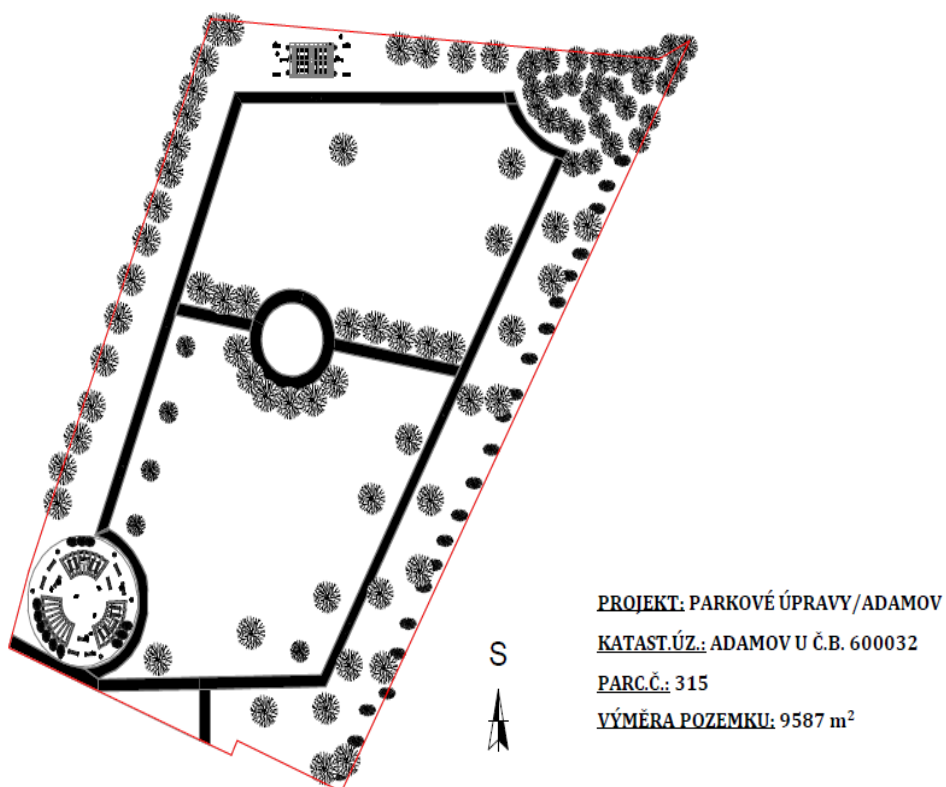 S
PROJEKT: PARKOVÉ ÚPRAVY/ADAMOV
KATAST.ÚZ.: ADAMOV U Č.B. 600032
PARC.Č.: 315
VÝMĚRA POZEMKU: 9587 m²